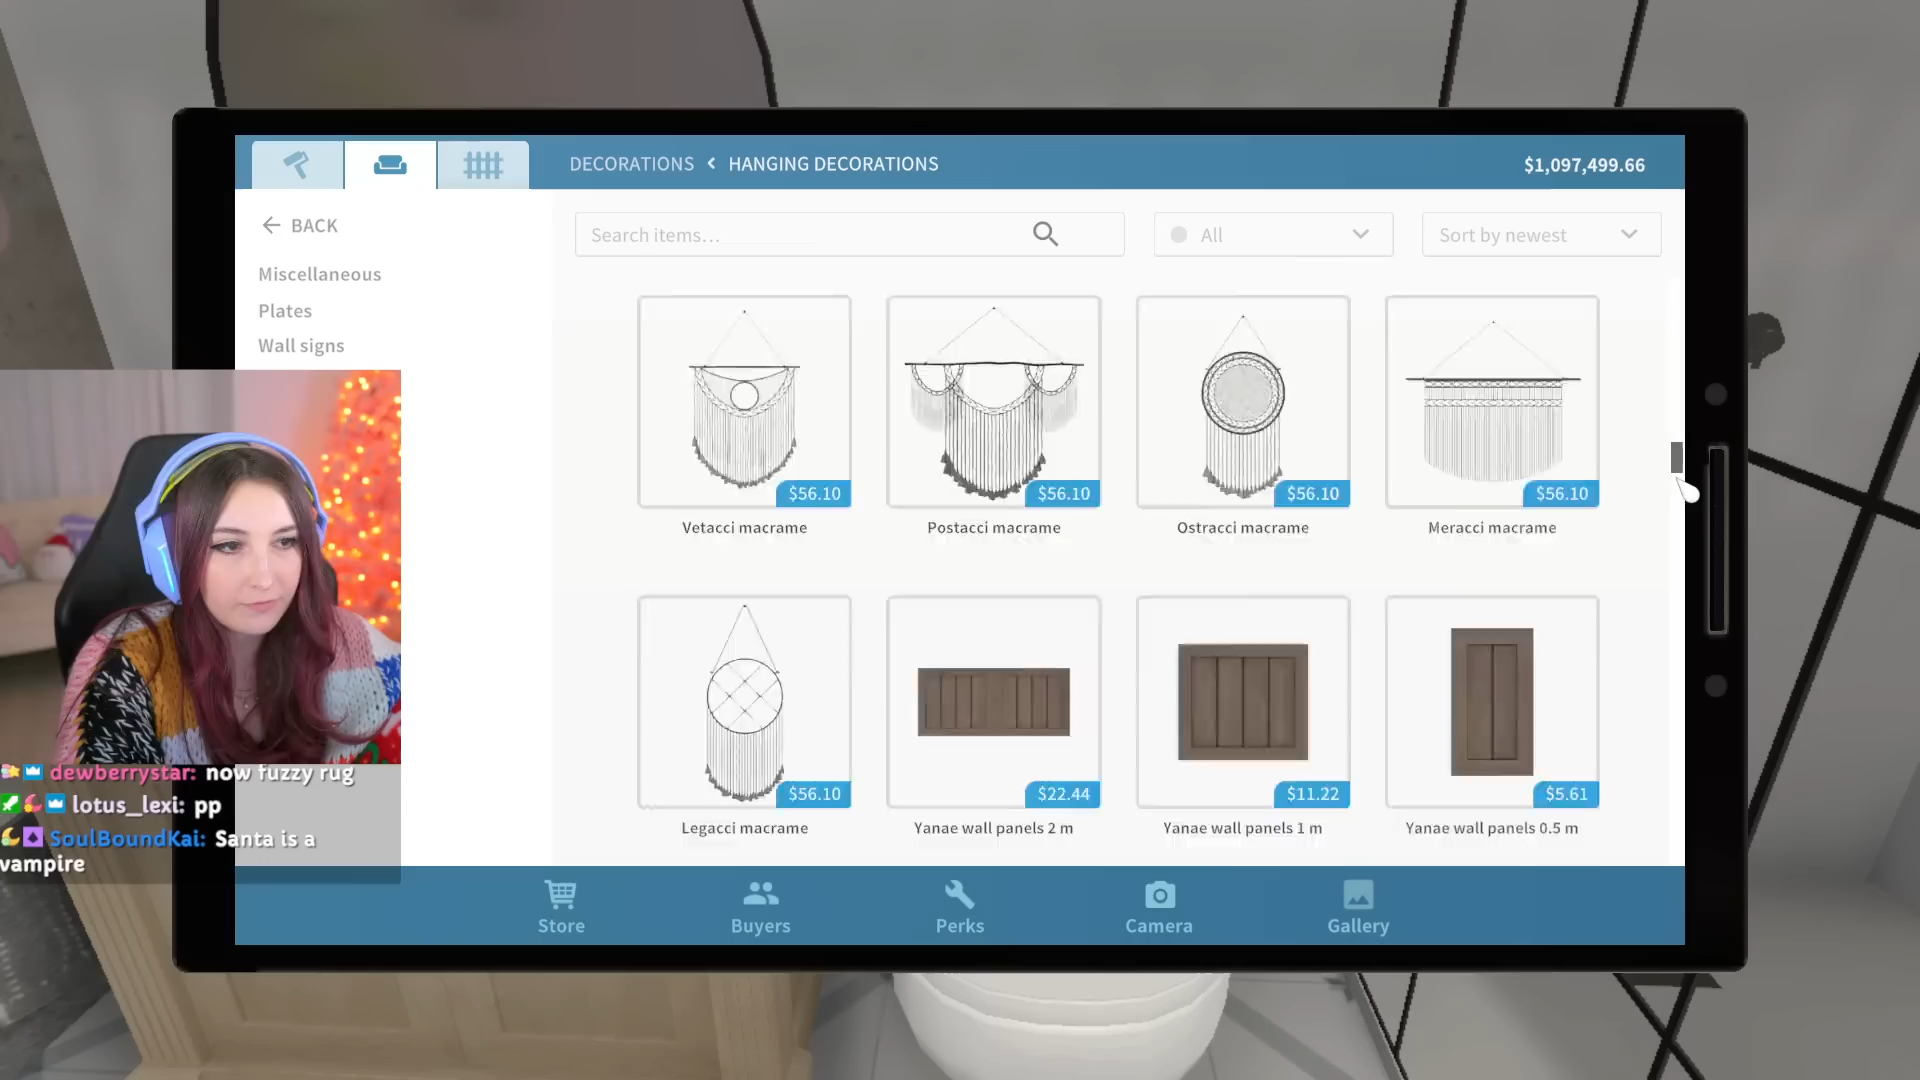 DECORATIONS < HANGING DECORATIONS
$1,097,499.66
BACK
Search items...
All
Sort by newest
Miscellaneous
Plates
Wall signs
$56.10
$56.10
$56.10
$56.10
Vetacci macrame
Postacci macrame
Ostracci macrame
Meracci macrame
$56.10
$22.44
$11.22
$5.61
Legacci macrame
Yanae wall panels 2 m
Yanae wall panels 1 m
Yanae wall panels 0.5 m
dewberrystar: now fuzzy rug
lotus_lexi: pp
SoulBoundKai: Santa is a
vampire
Store
Buyers
Perks
Camera
Gallery